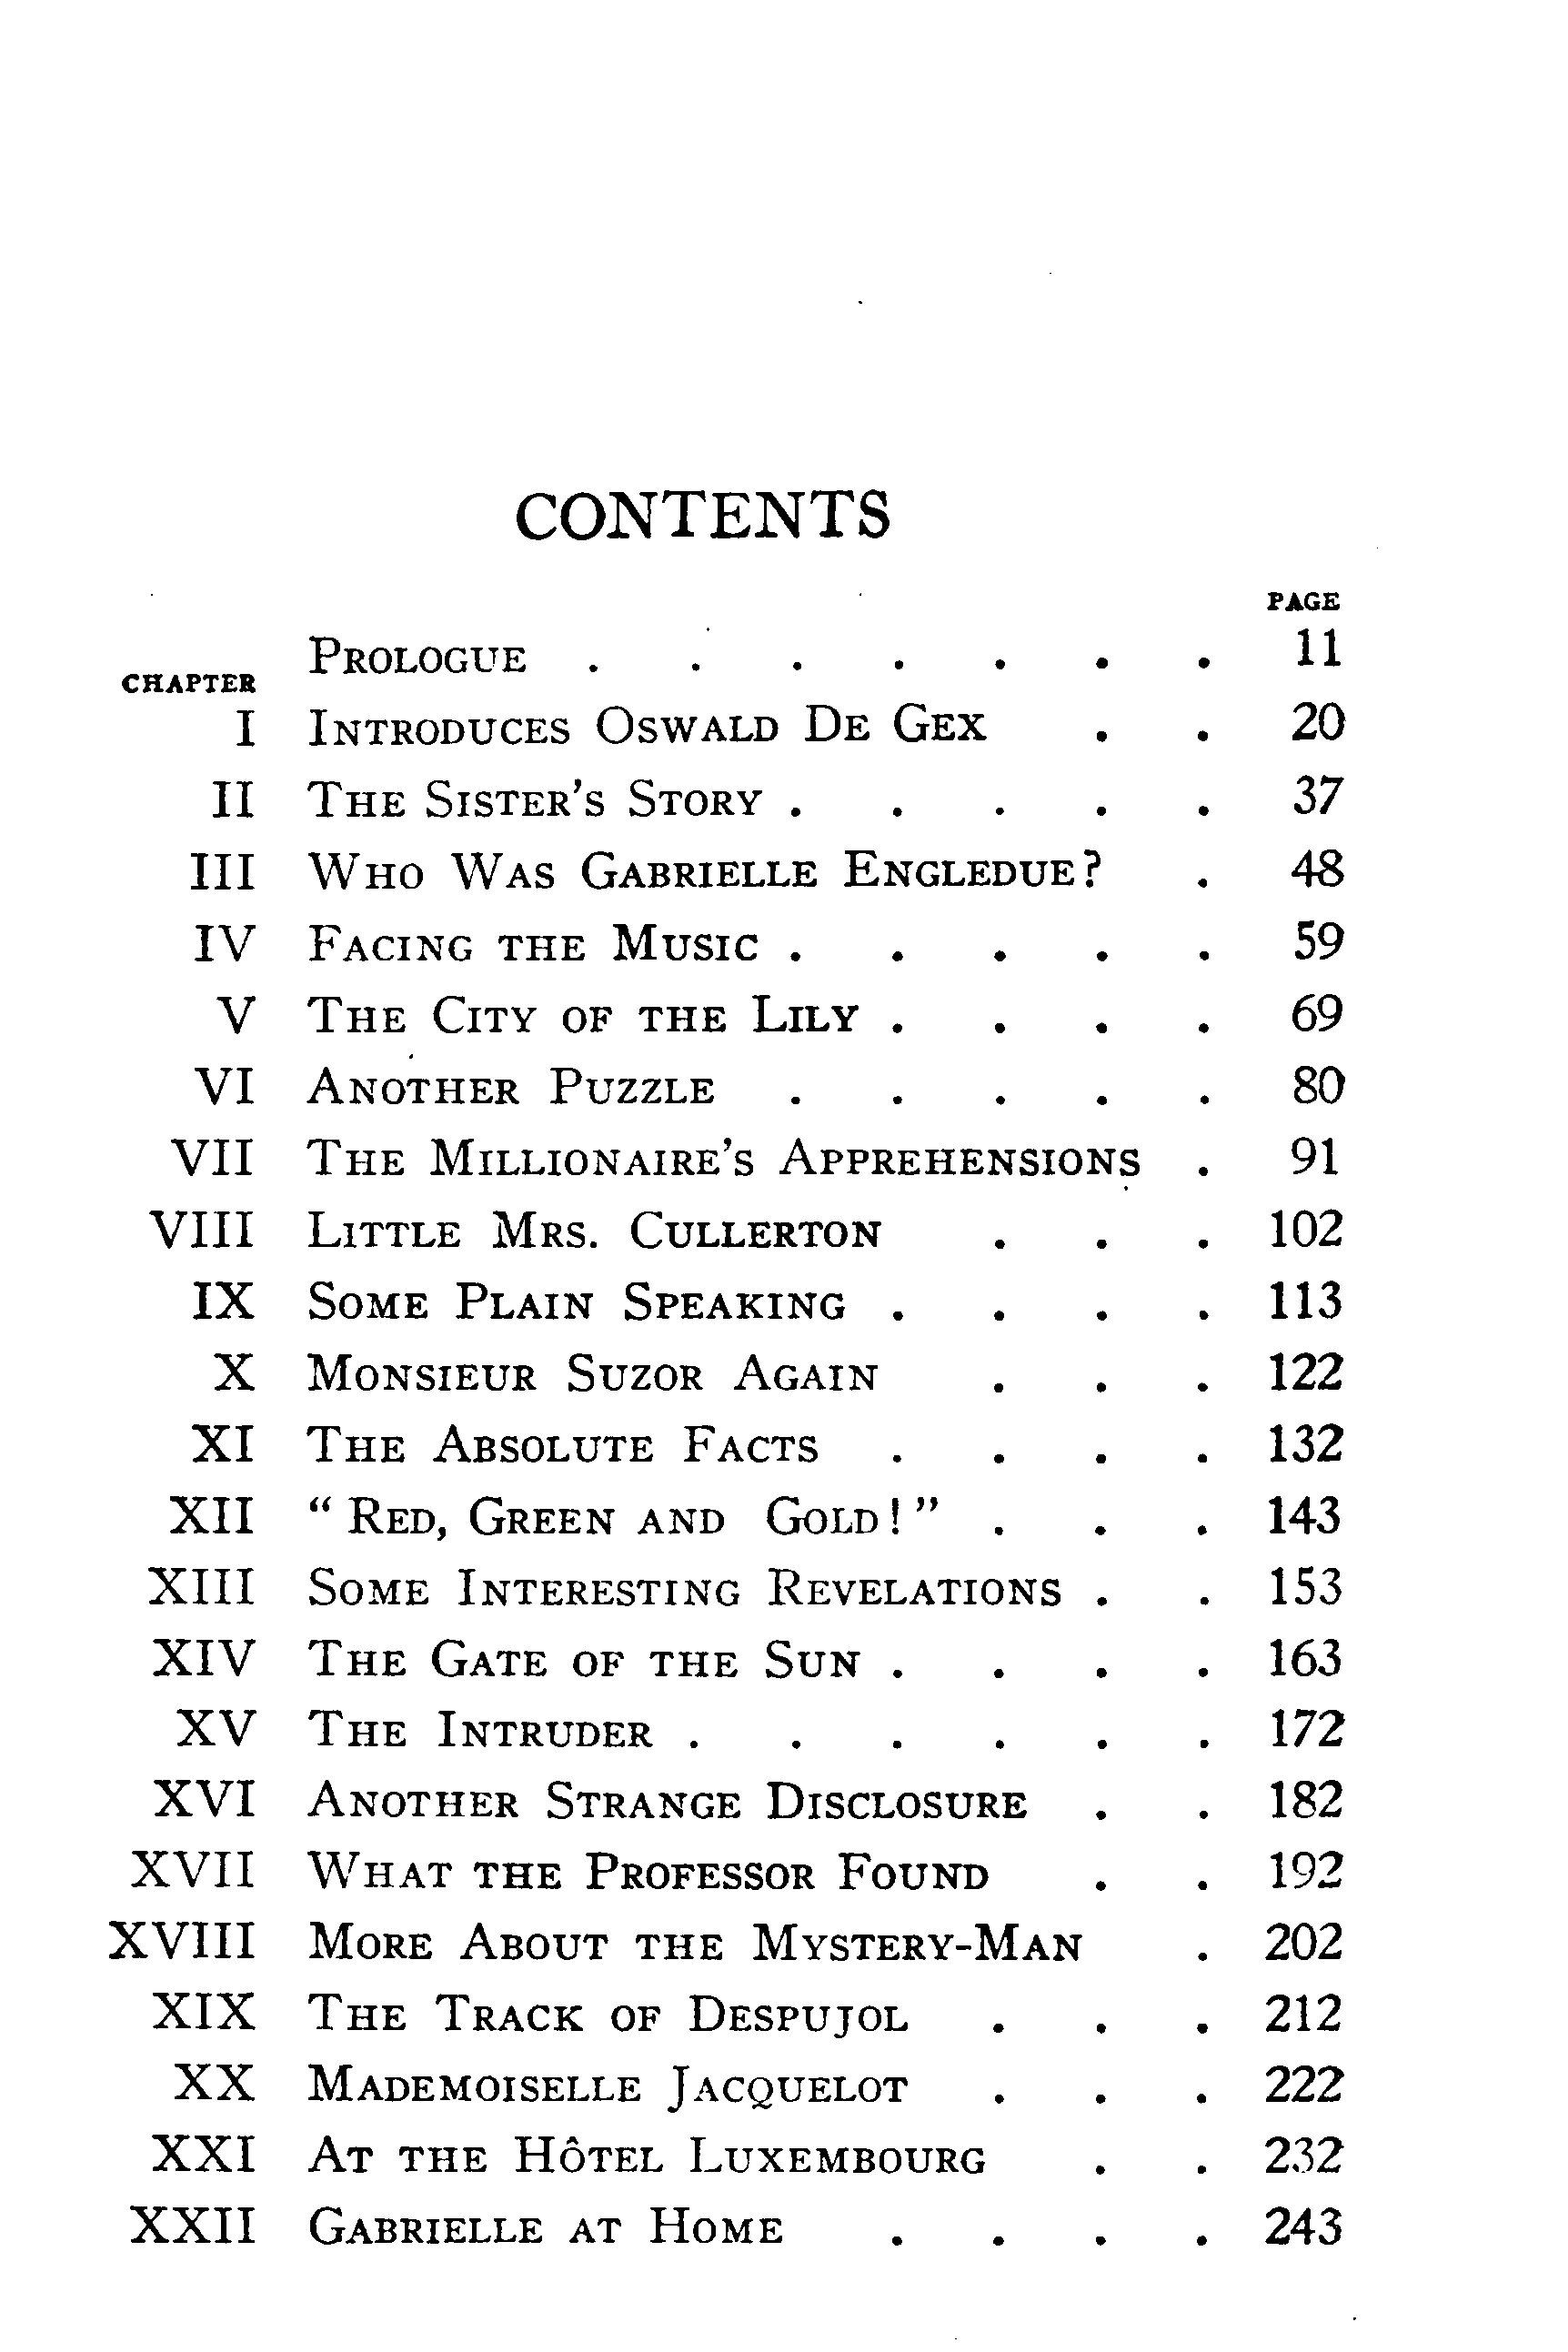 CONTENTS
PAGE
PROLOGUE . . . . . . . 11
CHAPTER
I INTRODUCES OSWALD DE GEX . . 20
II THE SISTER'S STORY . . . . . 37
III WHO WAS GABRIELLE ENGLEDUE? . 48
IV FACING THE MUSIC . . . . . 59
V THE CITY OF THE LILY . . . . 69
VI ANOTHER PUZZLE . . . . . 80
VII THE MILLIONAIRE'S APPREHENSIONS . 91
VIII LITTLE MRS. CULLERTON . . . 102
IX SOME PLAIN SPEAKING . . . . 113
X MONSIEUR SUZOR AGAIN . . . 122
XI THE ABSOLUTE FACTS . . . . 132
XII “ RED, GREEN AND GOLD! ” . . . 143
XIII SOME INTERESTING REVELATIONS . . 153
XIV THE GATE OF THE SUN . . . . 163
XV THE INTRUDER . . . . . . 172
XVI ANOTHER STRANGE DISCLOSURE . . 182
XVII WHAT THE PROFESSOR FOUND . . 192
XVIII MORE ABOUT THE MYSTERY-MAN . 202
XIX THE TRACK OF DESPUJOL . . . 212
XX MADEMOISELLE JACQUELOT . . . 222
XXI AT THE HÔTEL LUXEMBOURG . . 232
XXII GABRIELLE AT HOME . . . . 243